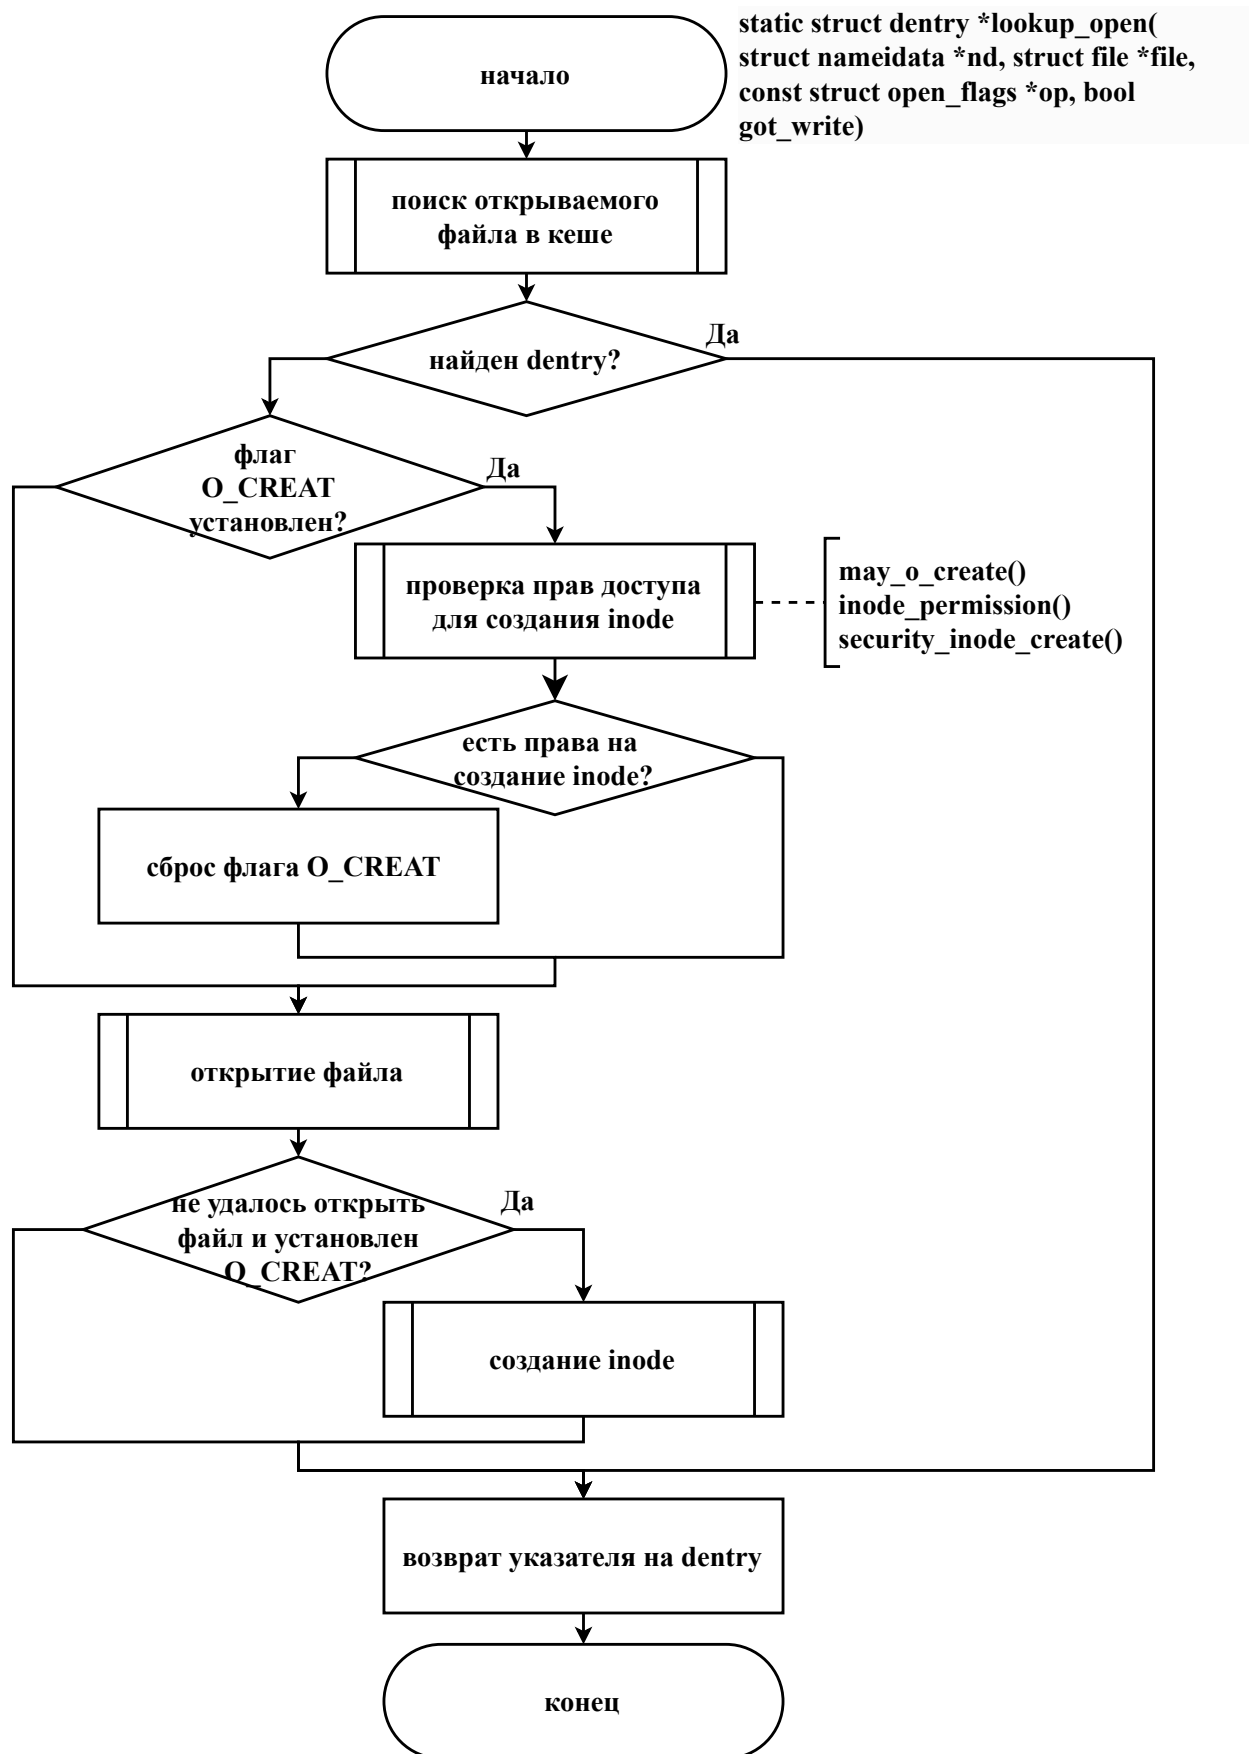 static struct dentry *lookup_open(
struct nameidata *nd, struct file *file,
const struct open_flags *op, bool
got_write)
начало
поиск открываемого
файла в кеше
Да
найден dentry?
флаг
O_CREAT
установлен?
Да
проверка прав доступа
для создания inode
may_o_create()
inode_permission()
security_inode_create()
есть права на
создание inode?
сброс флага O_CREAT
открытие файла
не удалось открыть
файл и установлен
O_CREAT?
Да
создание inode
возврат указателя на dentry
конец